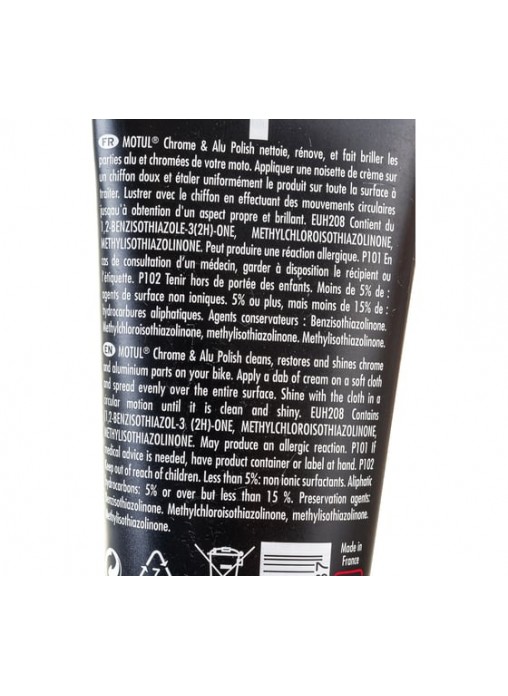 FR MOTUL® Chrome & Alu Polish nettoie, rénove, et fait briller les
parties alu et chromées de votre moto. Appliquer une noisette de crème sur
un chiffon doux et étaler uniformément le produit sur toute la surface à
traiter. Lustrer avec le chiffon en effectuant des mouvements circulaires
jusqu'à obtention d'un aspect propre et brillant. EUH208 Contient du
1,2-BENZISOTHIAZOLE-3(2H)-ONE, METHYLCHLOROISOTHIAZOLINONE,
METHYLISOTHIAZOLINONE. Peut produire une réaction allergique. P101 En
cas de consultation d'un médecin, garder à disposition le récipient ou
l'étiquette. P102 Tenir hors de portée des enfants. Moins de 5% :
agents de surface non ioniques. 5% ou plus, mais moins de 15% :
hydrocarbures aliphatiques. Agents conservateurs : Benzisothiazolinone.
Methylchloroisothiazolinone, methylisothiazolinone. Methylisothiazolinone.
EN MOTUL® Chrome & Alu Polish cleans, restores and shines chrome
and aluminium parts on your bike. Apply a dab of cream on a soft cloth
and spread evenly over the entire surface. Shine with the cloth in a
circular motion until it is clean and shiny. EUH208 Contains
1,2-BENZISOTHIAZOL-3 (2H)-ONE, METHYLCHLOROISOTHIAZOLINONE,
METHYLISOTHIAZOLINONE. May produce an allergic reaction. P101 If
medical advice is needed, have product container or label at hand. P102
Keep out of reach of children. Less than 5%: non ionic surfactants. Aliphatic
hydrocarbons: 5% or over but less than 15 %. Preservation agents:
Benzisothiazolinone. Methylchloroisothiazolinone, methylisothiazolinone.
Methylisothiazolinone.
Made in
France